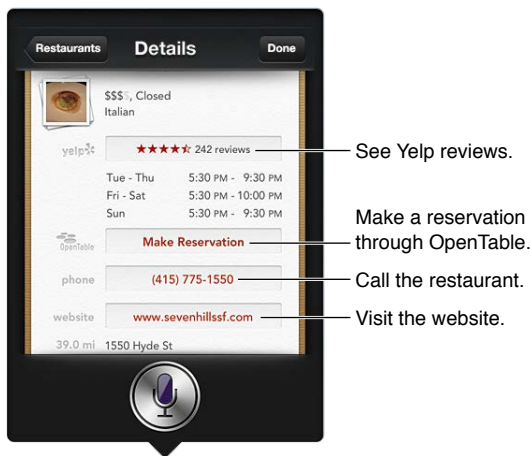 Restaurants Details Done
$$$$, Closed
Italian
yelp
242 reviews
See Yelp reviews.
Tue - Thu 5:30 PM - 9:30 PM
Fri - Sat 5:30 PM - 10:00 PM
Sun 5:30 PM - 9:30 PM
Make a reservation
through OpenTable.
OpenTable
Make Reservation
phone (415) 775-1550
Call the restaurant.
website www.sevenhillssf.com
Visit the website.
39.0 mi 1550 Hyde St